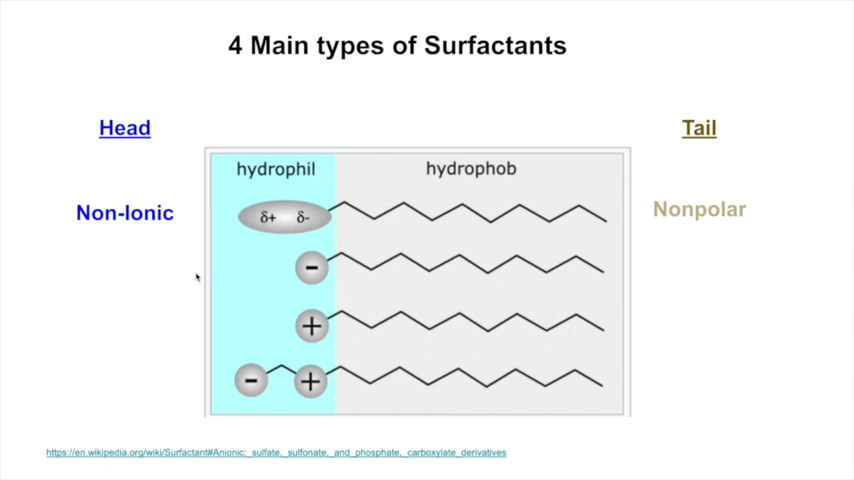 4 Main types of Surfactants
Head
Tail
hydrophil
hydrophob
Non-Ionic
δ+ δ-
Nonpolar
-
+
- +
https://en.wikipedia.org/wiki/Surfactant#Anionic:_sulfate,_sulfonate,_and_phosphate,_carboxylate_derivatives